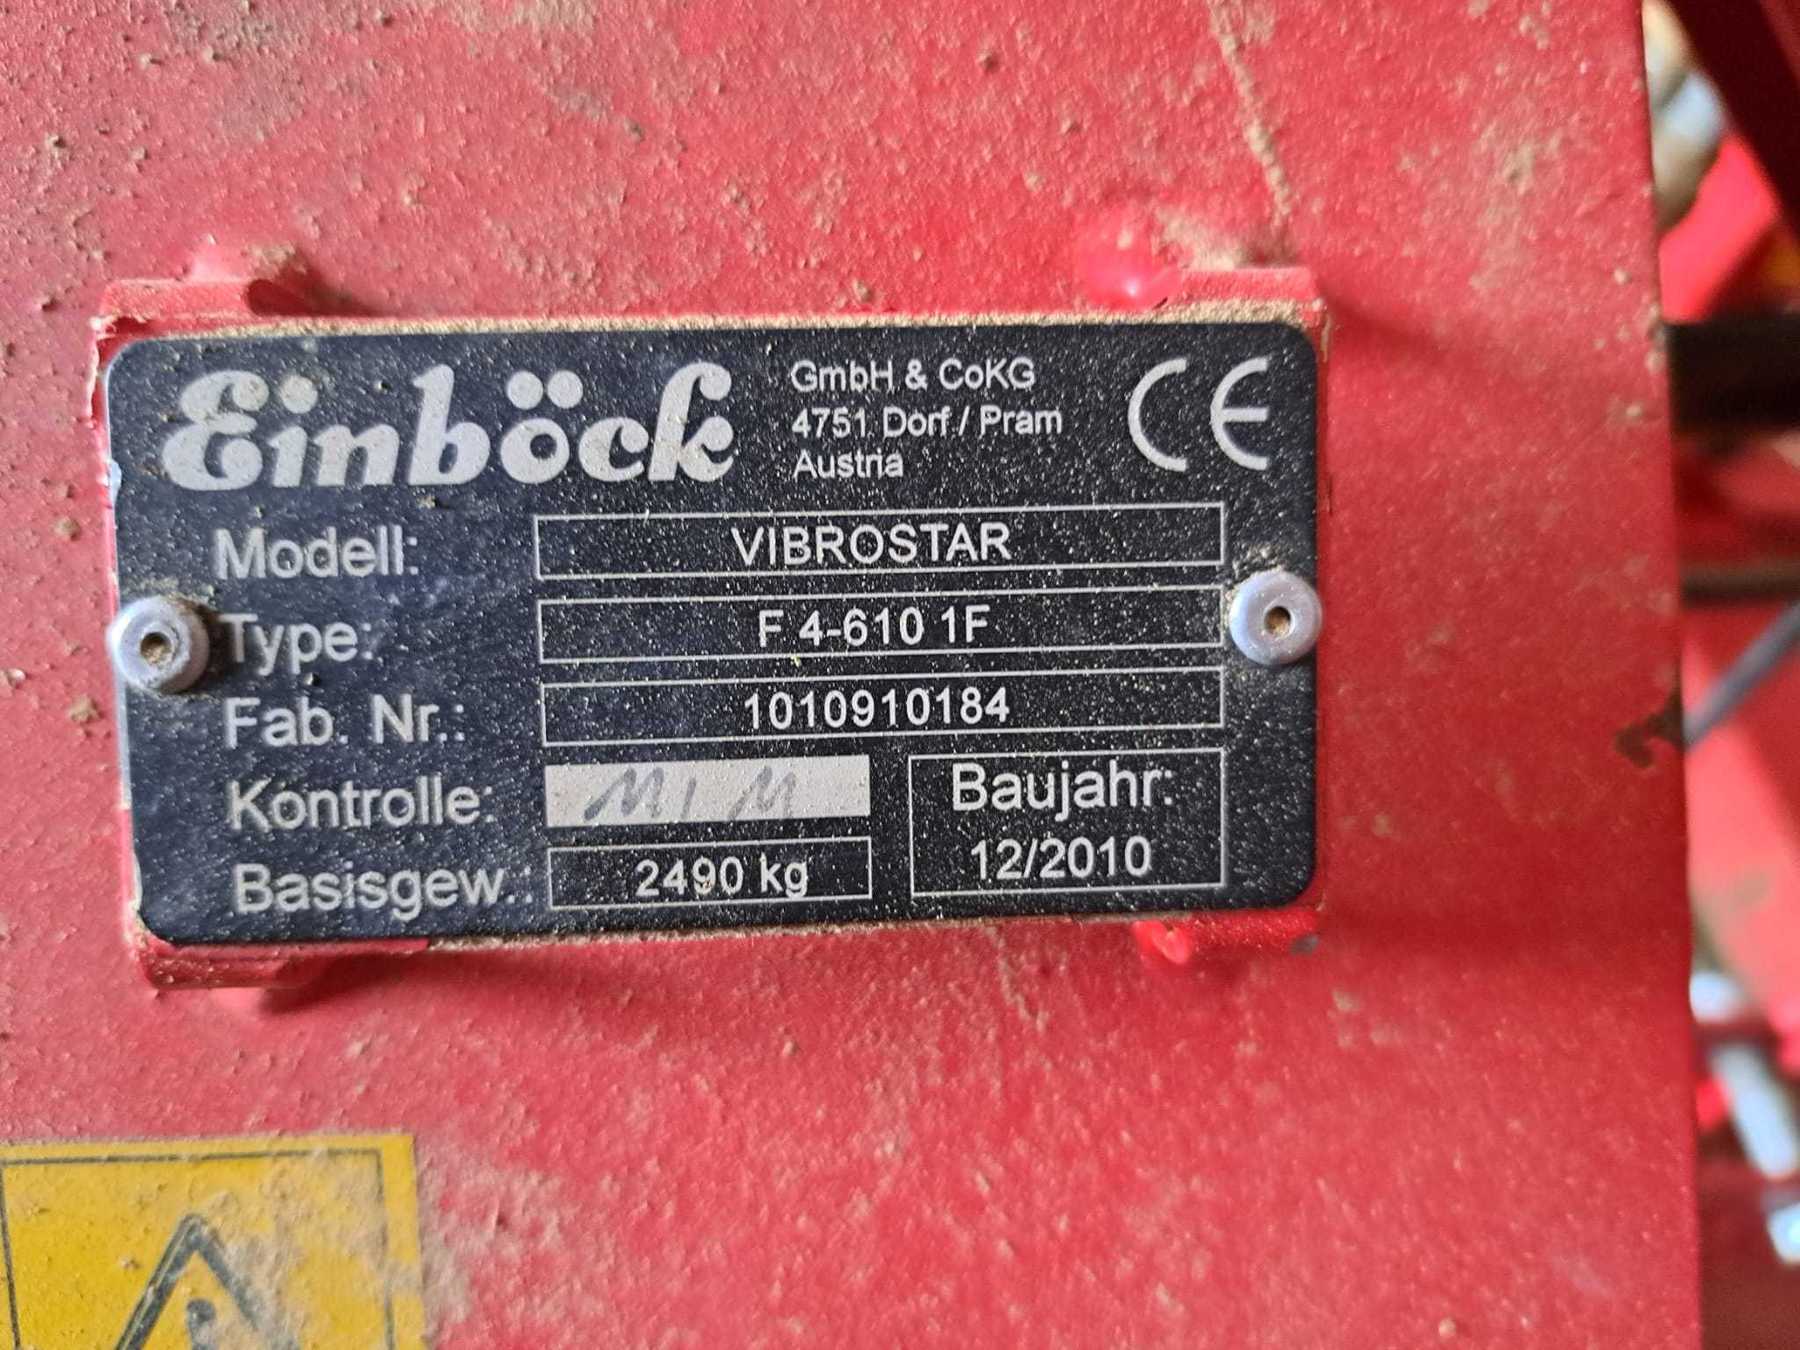 Einböck
GmbH & CoKG
4751 Dorf / Pram
Austria
CE
Modell: VIBROSTAR
Type: F 4-610 1F
Fab. Nr.: 1010910184
Kontrolle:
Baujahr:
12/2010
Basisgew.: 2490 kg